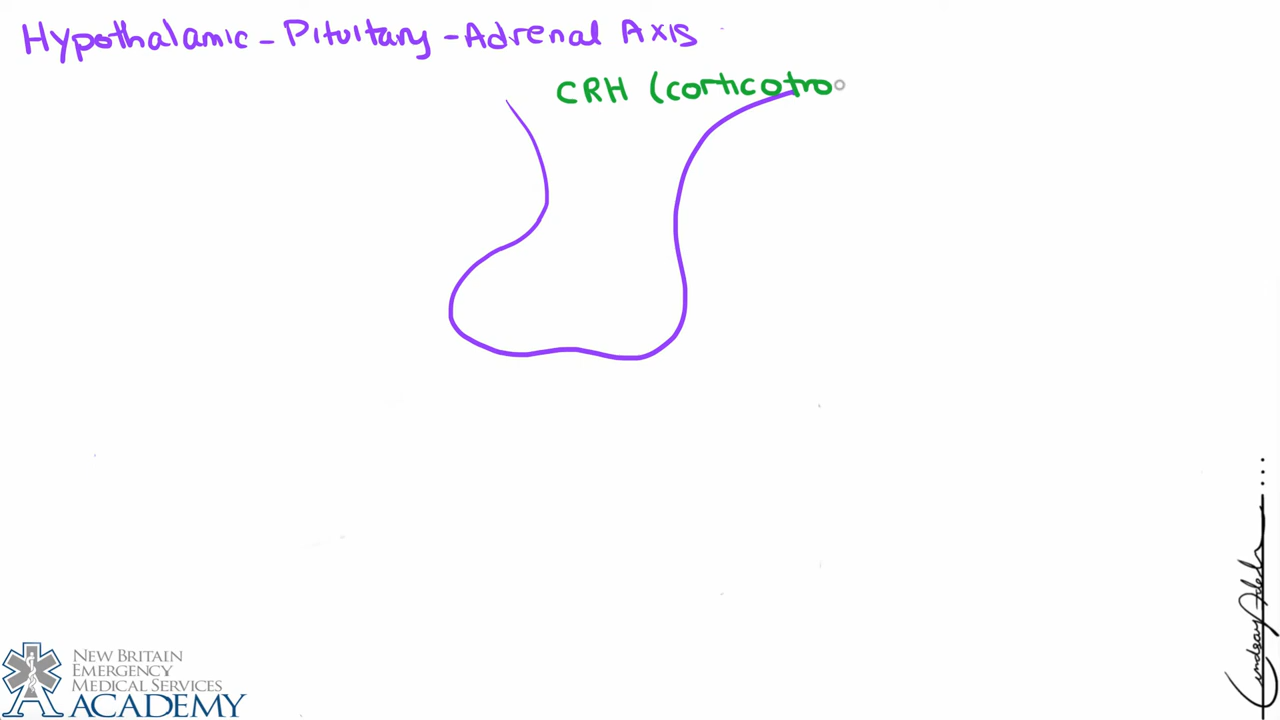 Hypothalamic - Pituitary - Adrenal Axis
CRH (corticotro
NEW BRITAIN
EMERGENCY
MEDICAL SERVICES
ACADEMY